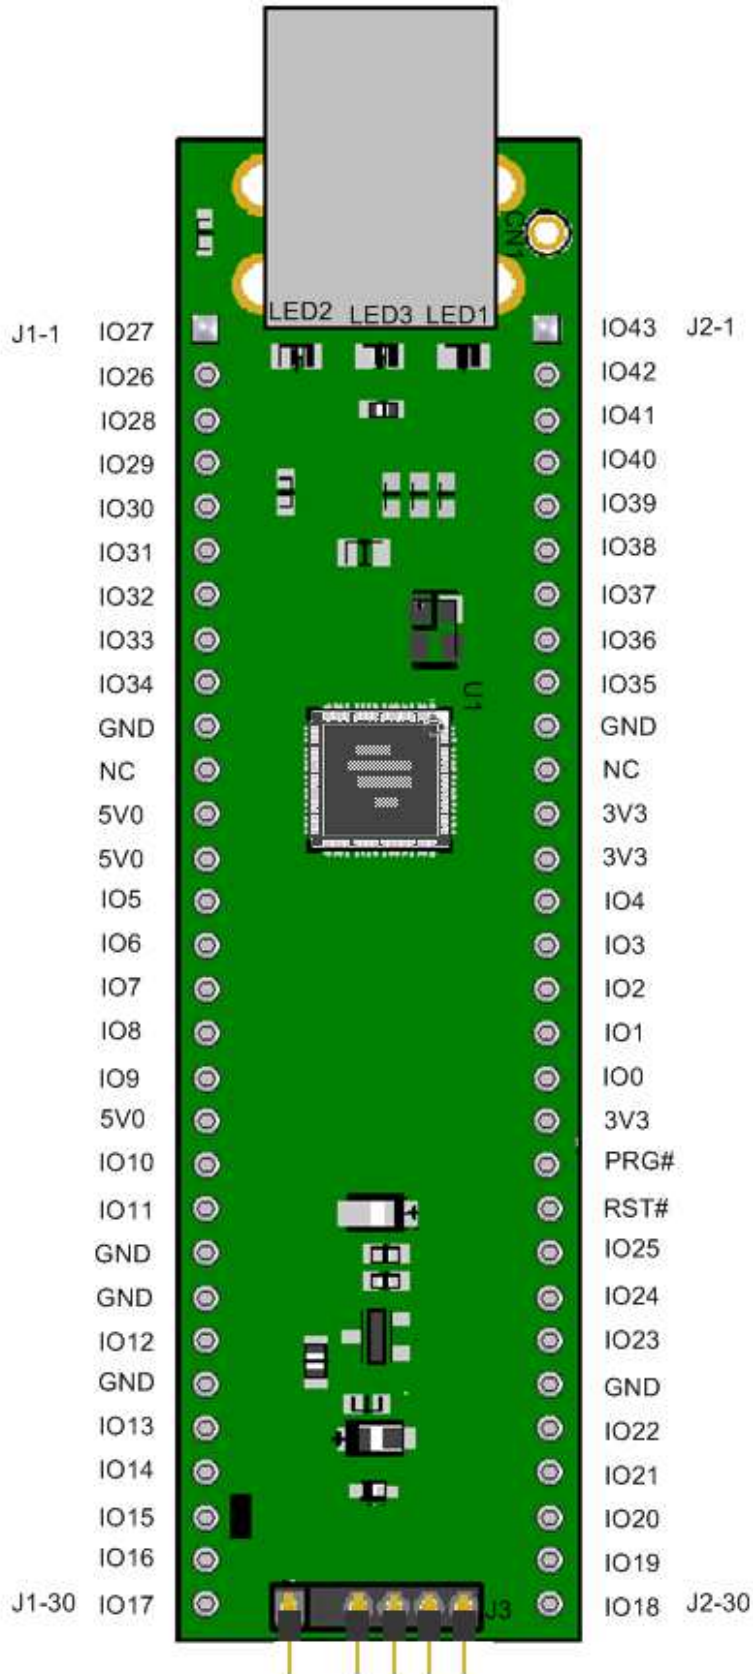 GN1
LED2 LED3 LED1
J1-1 IO27 IO43 J2-1
IO26 IO42
IO28 IO41
IO29 IO40
IO30 IO39
IO31 IO38
IO32 IO37
IO33 IO36
IO34 IO35
U1
GND GND
NC NC
5V0 3V3
5V0 3V3
IO5 IO4
IO6 IO3
IO7 IO2
IO8 IO1
IO9 IO0
5V0 3V3
IO10 PRG#
IO11 RST#
GND IO25
GND IO24
IO12 IO23
GND GND
IO13 IO22
IO14 IO21
IO15 IO20
IO16 IO19
J1-30 IO17 J3 IO18 J2-30